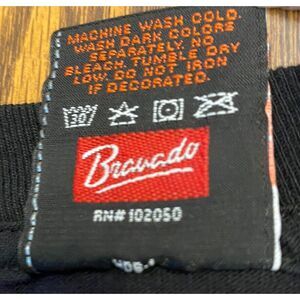 MACHINE WASH COLD.
WASH DARK COLORS
SEPARATELY. NO
BLEACH. TUMBLE DRY
LOW. DO NOT IRON
IF DECORATED.
30
Bravado
RN# 102050